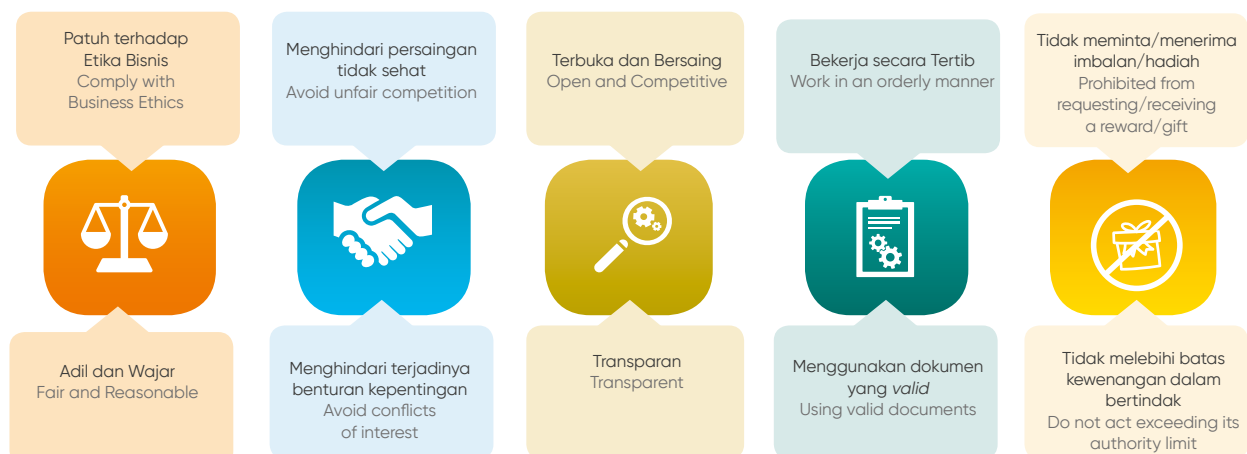 Patuh terhadap
Etika Bisnis
Comply with
Business Ethics
Menghindari persaingan
tidak sehat
Avoid unfair competition
Terbuka dan Bersaing
Open and Competitive
Bekerja secara Tertib
Work in an orderly manner
Tidak meminta/menerima
imbalan/hadiah
Prohibited from
requesting/receiving
a reward/gift
Adil dan Wajar
Fair and Reasonable
Menghindari terjadinya
benturan kepentingan
Avoid conflicts
of interest
Transparan
Transparent
Menggunakan dokumen
yang valid
Using valid documents
Tidak melebihi batas
kewenangan dalam
bertindak
Do not act exceeding its
authority limit